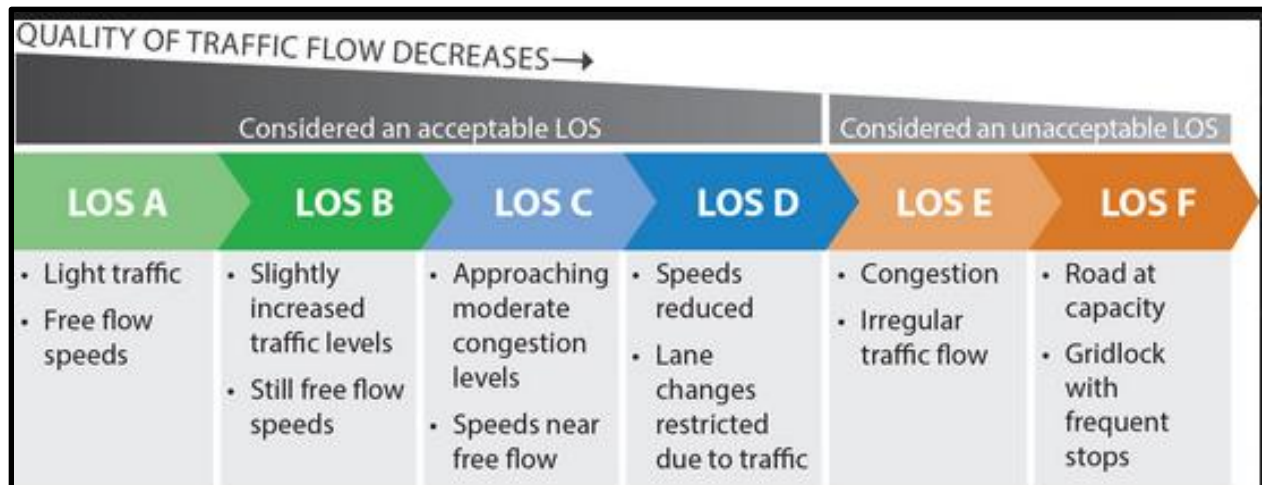 QUALITY OF TRAFFIC FLOW DECREASES→
Considered an acceptable LOS
Considered an unacceptable LOS
LOS A
LOS B
LOS C
LOS D
LOS E
LOS F
• Light traffic
• Free flow
speeds
• Slightly
increased
traffic levels
• Still free flow
speeds
• Approaching
moderate
congestion
levels
• Speeds near
free flow
• Speeds
reduced
• Lane
changes
restricted
due to traffic
• Congestion
• Irregular
traffic flow
• Road at
capacity
• Gridlock
with
frequent
stops